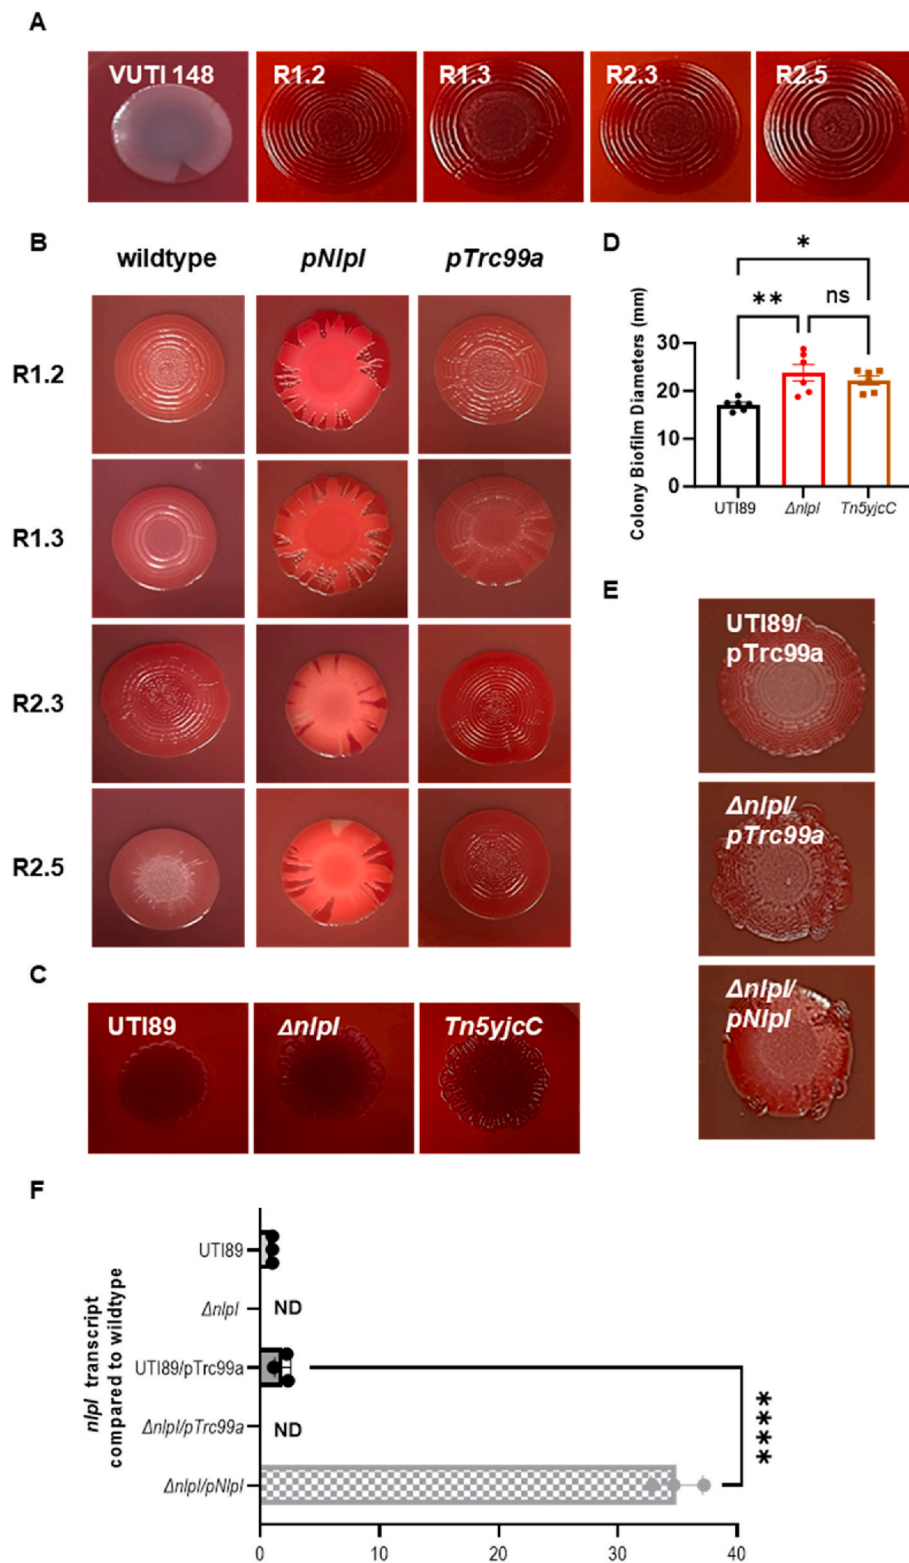 A
VUTI 148 R1.2 R1.3 R2.3 R2.5
B
wildtype pNlpI pTrc99a
R1.2
R1.3
R2.3
R2.5
D
*
** ns
Colony Biofilm Diameters (mm)
30
20
10
0
UTI89 ΔnlpI Tn5yjcC
E
UTI89/
pTrc99a
ΔnlpI/
pTrc99a
ΔnlpI/
pNlpI
C
UTI89 ΔnlpI Tn5yjcC
F
nlpI transcript
compared to wildtype
UTI89
ΔnlpI ND
UTI89/pTrc99a
ΔnlpI/pTrc99a ND
ΔnlpI/pNlpI
****
0 10 20 30 40